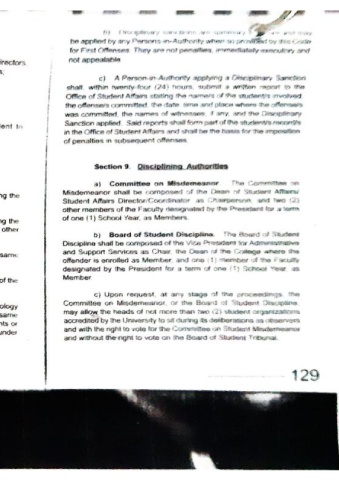 b) Disciplinary sanctions are summary in nature and may
irectors
s;
ent to
ng the
ng the
other
same
of the
ology
same
nts or
under
be applied by any Persons-in-Authority when so provided by this Code
for First Offenses. They are not penalties, immediately executory and
not appealable.
c) A Person-in-Authority applying a Disciplinary Sanction
shall, within twenty-four (24) hours, submit a written report to the
Office of Student Affairs stating the names of the student/s involved,
the offense/s committed, the date, time and place where the offense/s
was committed, the names of witnesses, if any, and the Disciplinary
Sanction applied. Said reports shall form part of the student's records
in the Office of Student Affairs and shall be the basis for the imposition
of penalties in subsequent offenses.
Section 9. Disciplining Authorities
a) Committee on Misdemeanor. The Committee on
Misdemeanor shall be composed of the Dean of Student Affairs/
Student Affairs Director/Coordinator as Chairperson, and two (2)
other members of the Faculty designated by the President for a term
of one (1) School Year, as Members.
b) Board of Student Discipline. The Board of Student
Discipline shall be composed of the Vice President for Administrative
and Support Services as Chair, the Dean of the College where the
offender is enrolled as Member, and one (1) member of the Faculty
designated by the President for a term of one (1) School Year, as
Member.
c) Upon request, at any stage of the proceedings, the
Committee on Misdemeanor, or the Board of Student Discipline,
may allow the heads of not more than two (2) student organizations
accredited by the University to sit during its deliberations as observers
and with the right to vote for the Committee on Student Misdemeanor
and without the right to vote on the Board of Student Tribunal.
129